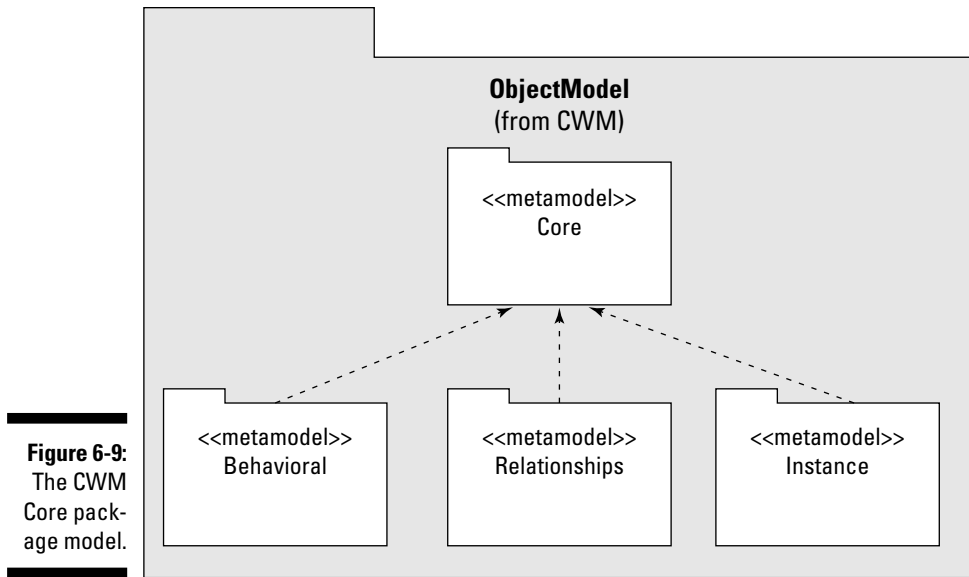 ObjectModel
(from CWM)
<<metamodel>>
Core
<<metamodel>>
Behavioral
<<metamodel>>
Relationships
<<metamodel>>
Instance
Figure 6-9:
The CWM
Core pack-
age model.